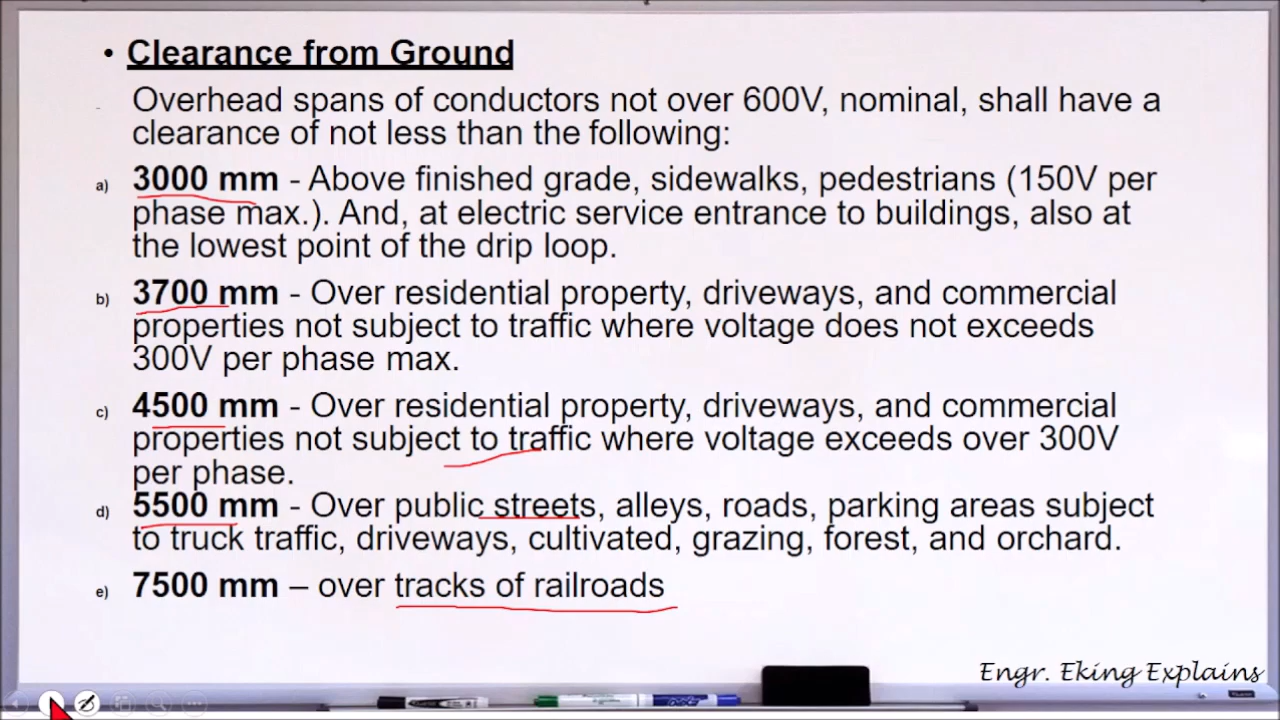 • Clearance from Ground
- Overhead spans of conductors not over 600V, nominal, shall have a
clearance of not less than the following:
a) 3000 mm - Above finished grade, sidewalks, pedestrians (150V per
phase max.). And, at electric service entrance to buildings, also at
the lowest point of the drip loop.
b) 3700 mm - Over residential property, driveways, and commercial
properties not subject to traffic where voltage does not exceeds
300V per phase max.
c) 4500 mm - Over residential property, driveways, and commercial
properties not subject to traffic where voltage exceeds over 300V
per phase.
d) 5500 mm - Over public streets, alleys, roads, parking areas subject
to truck traffic, driveways, cultivated, grazing, forest, and orchard.
e) 7500 mm – over tracks of railroads
Engr. Eking Explains